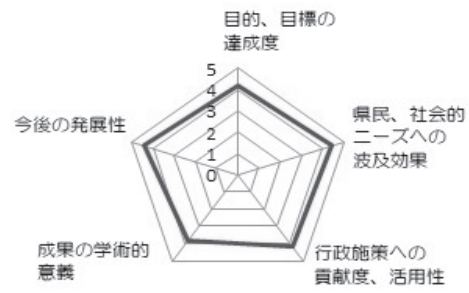 目的、目標の
達成度
5
4
3
2
1
0
県民、社会的
ニーズへの
波及効果
今後の発展性
成果の学術的
意義
行政施策への
貢献度、活用性